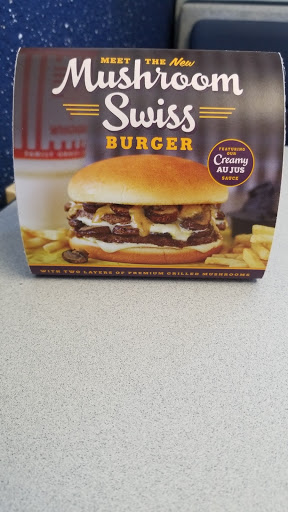 MEET THE New
Mushroom
Swiss
BURGER
FEATURING
OUR
Creamy
AU JUS
SAUCE
WITH TWO LAYERS OF PREMIUM GRILLED MUSHROOMS